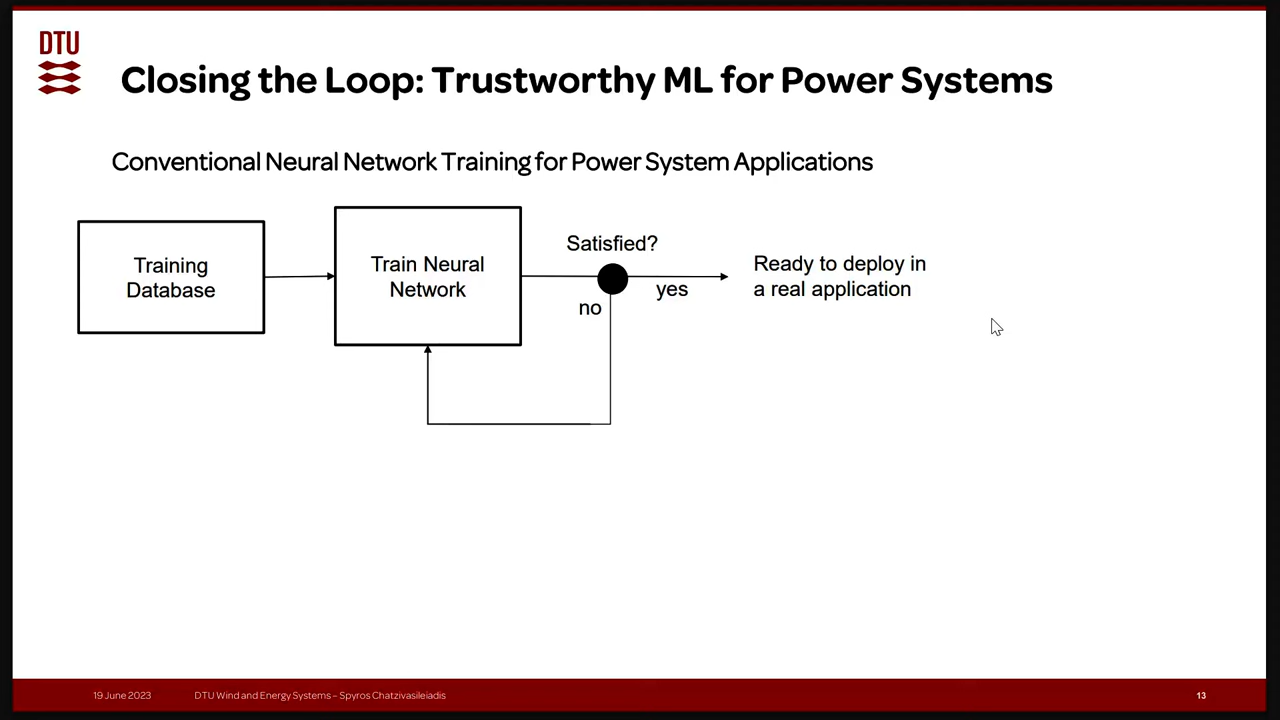 DTU
Closing the Loop: Trustworthy ML for Power Systems
Conventional Neural Network Training for Power System Applications
Training
Database
Train Neural
Network
Satisfied?
no
yes
Ready to deploy in
a real application
19 June 2023
DTU Wind and Energy Systems – Spyros Chatzivasileiadis
13